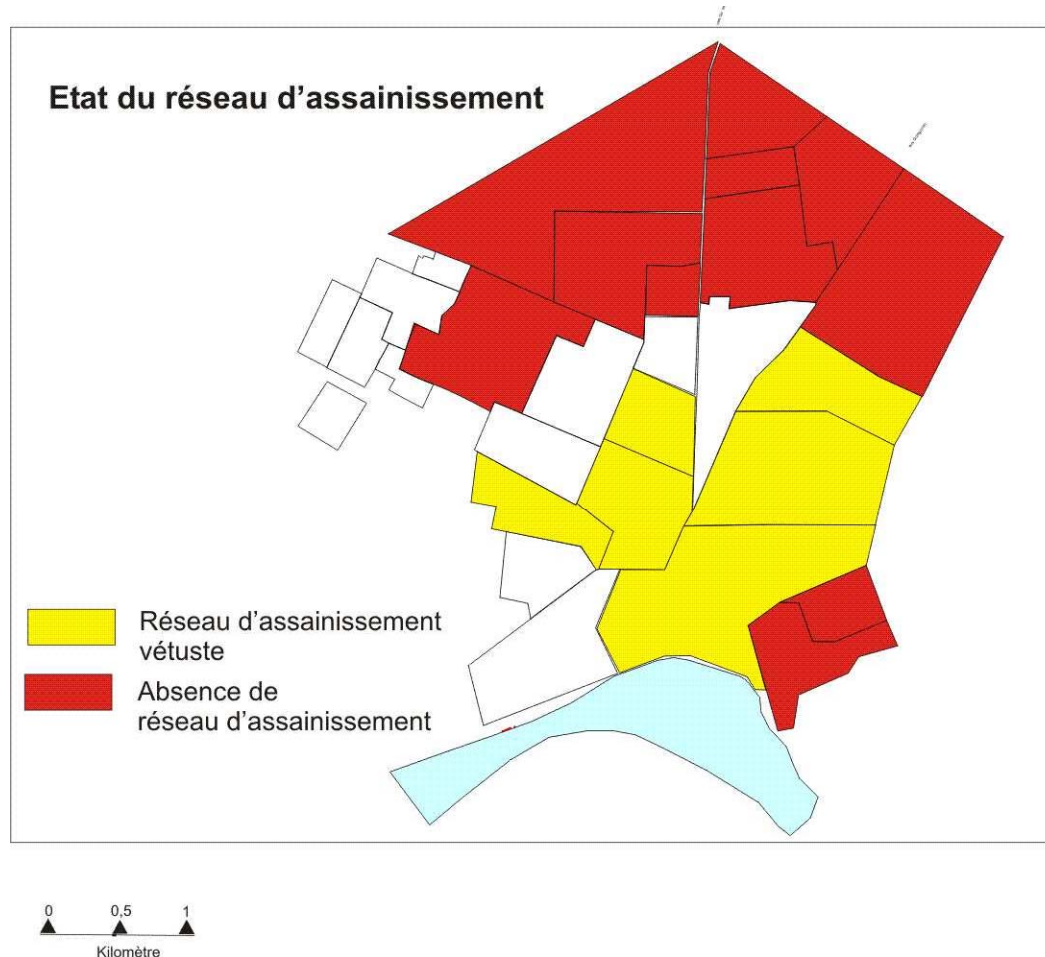 Etat du réseau d'assainissement
Réseau d'assainissement
vétuste
Absence de
réseau d'assainissement
0 0,5 1
Kilomètre